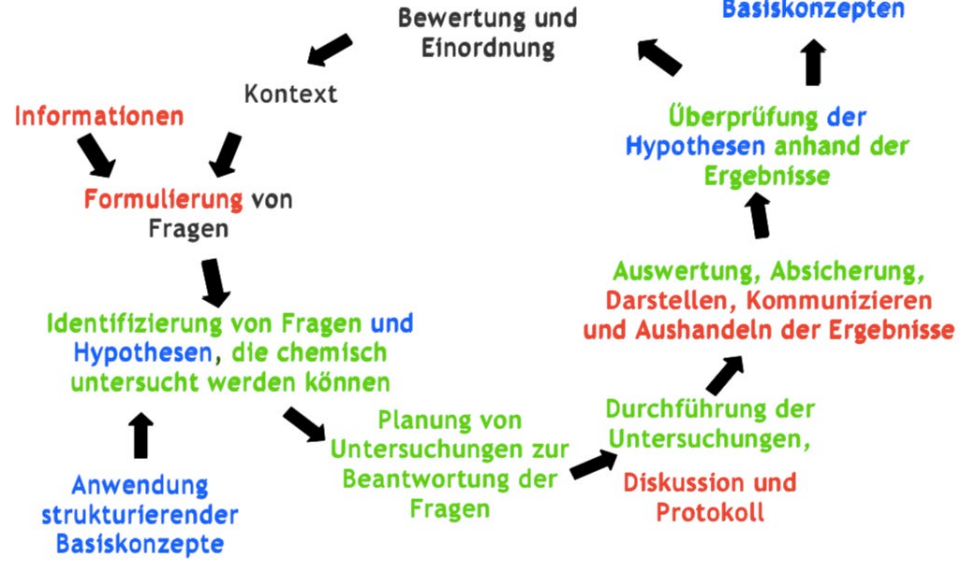 Basiskonzepten
Bewertung und
Einordnung
Kontext
Informationen
Formulierung von
Fragen
Identifizierung von Fragen und
Hypothesen, die chemisch
untersucht werden können
Anwendung
strukturierender
Basiskonzepte
Planung von
Untersuchungen zur
Beantwortung der
Fragen
Durchführung der
Untersuchungen,
Diskussion und
Protokoll
Auswertung, Absicherung,
Darstellen, Kommunizieren
und Aushandeln der Ergebnisse
Überprüfung der
Hypothesen anhand der
Ergebnisse